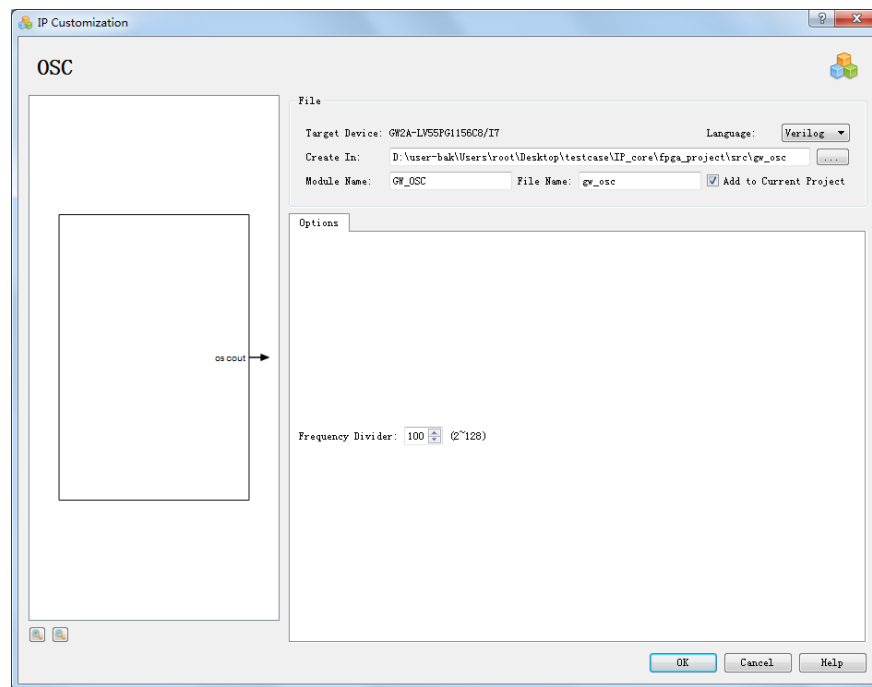 IP Customization
OSC
File
Target Device: GW2A-LV55PG1156C8/I7 Language: Verilog
Create In: D:\user-bak\Users\root\Desktop\testcase\IP_core\fpga_project\src\gw_osc ...
Module Name: GW_OSC File Name: gw_osc Add to Current Project
Options
oscout
Frequency Divider: 100 (2~128)
OK Cancel Help